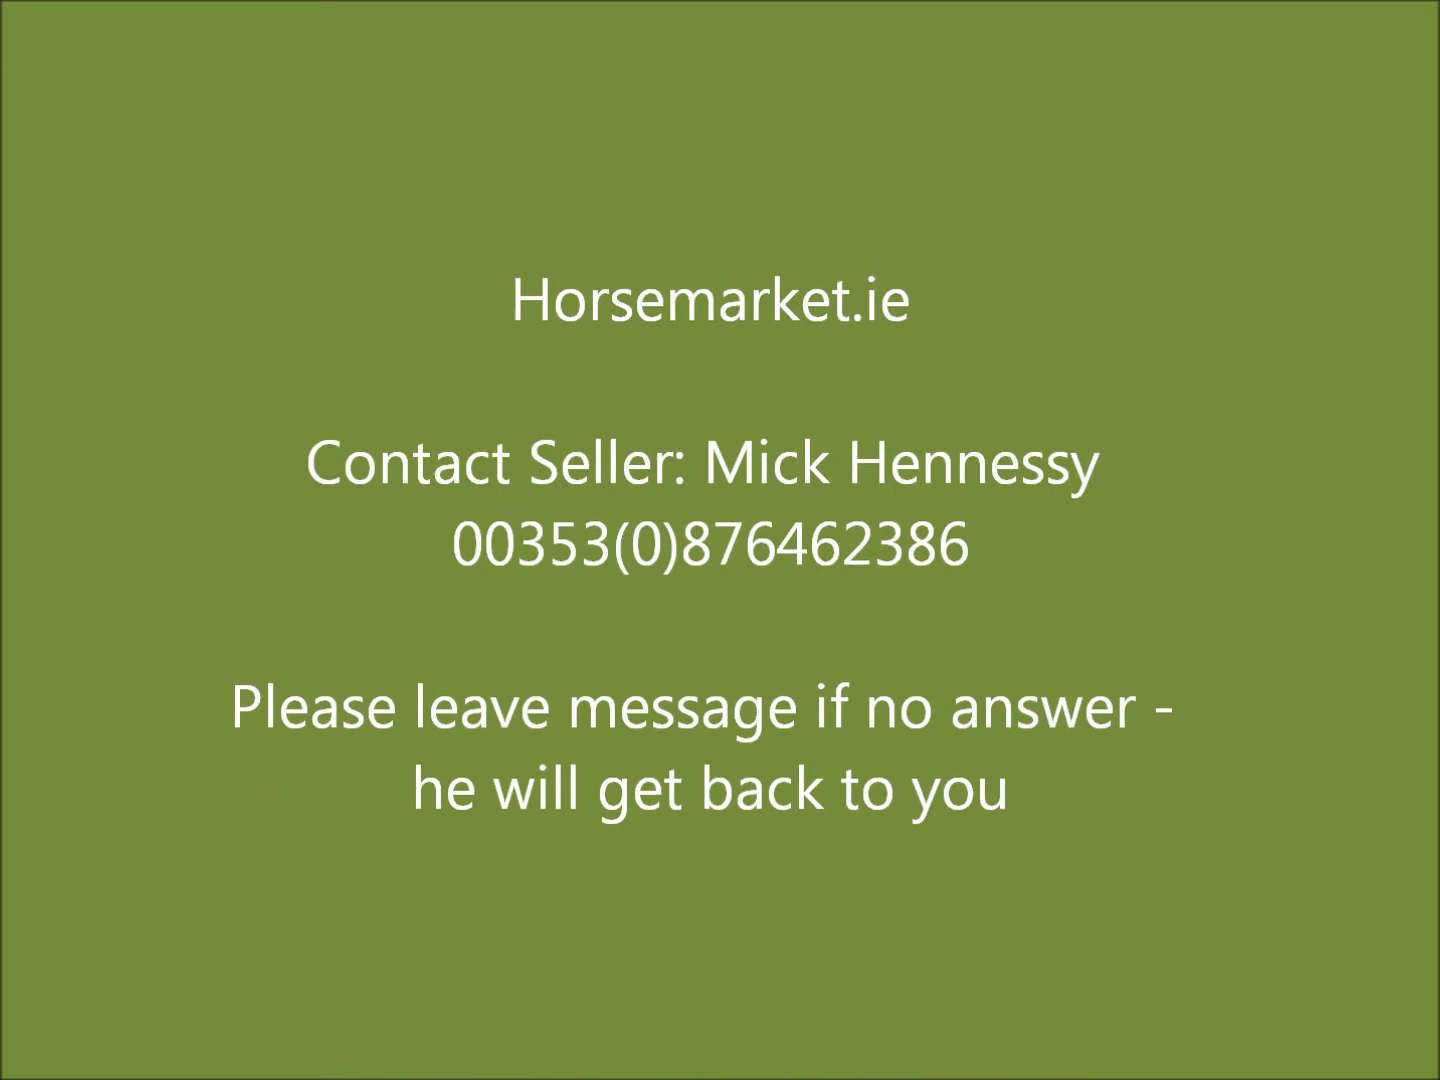 Horsemarket.ie
Contact Seller: Mick Hennessy
00353(0)876462386
Please leave message if no answer -
he will get back to you